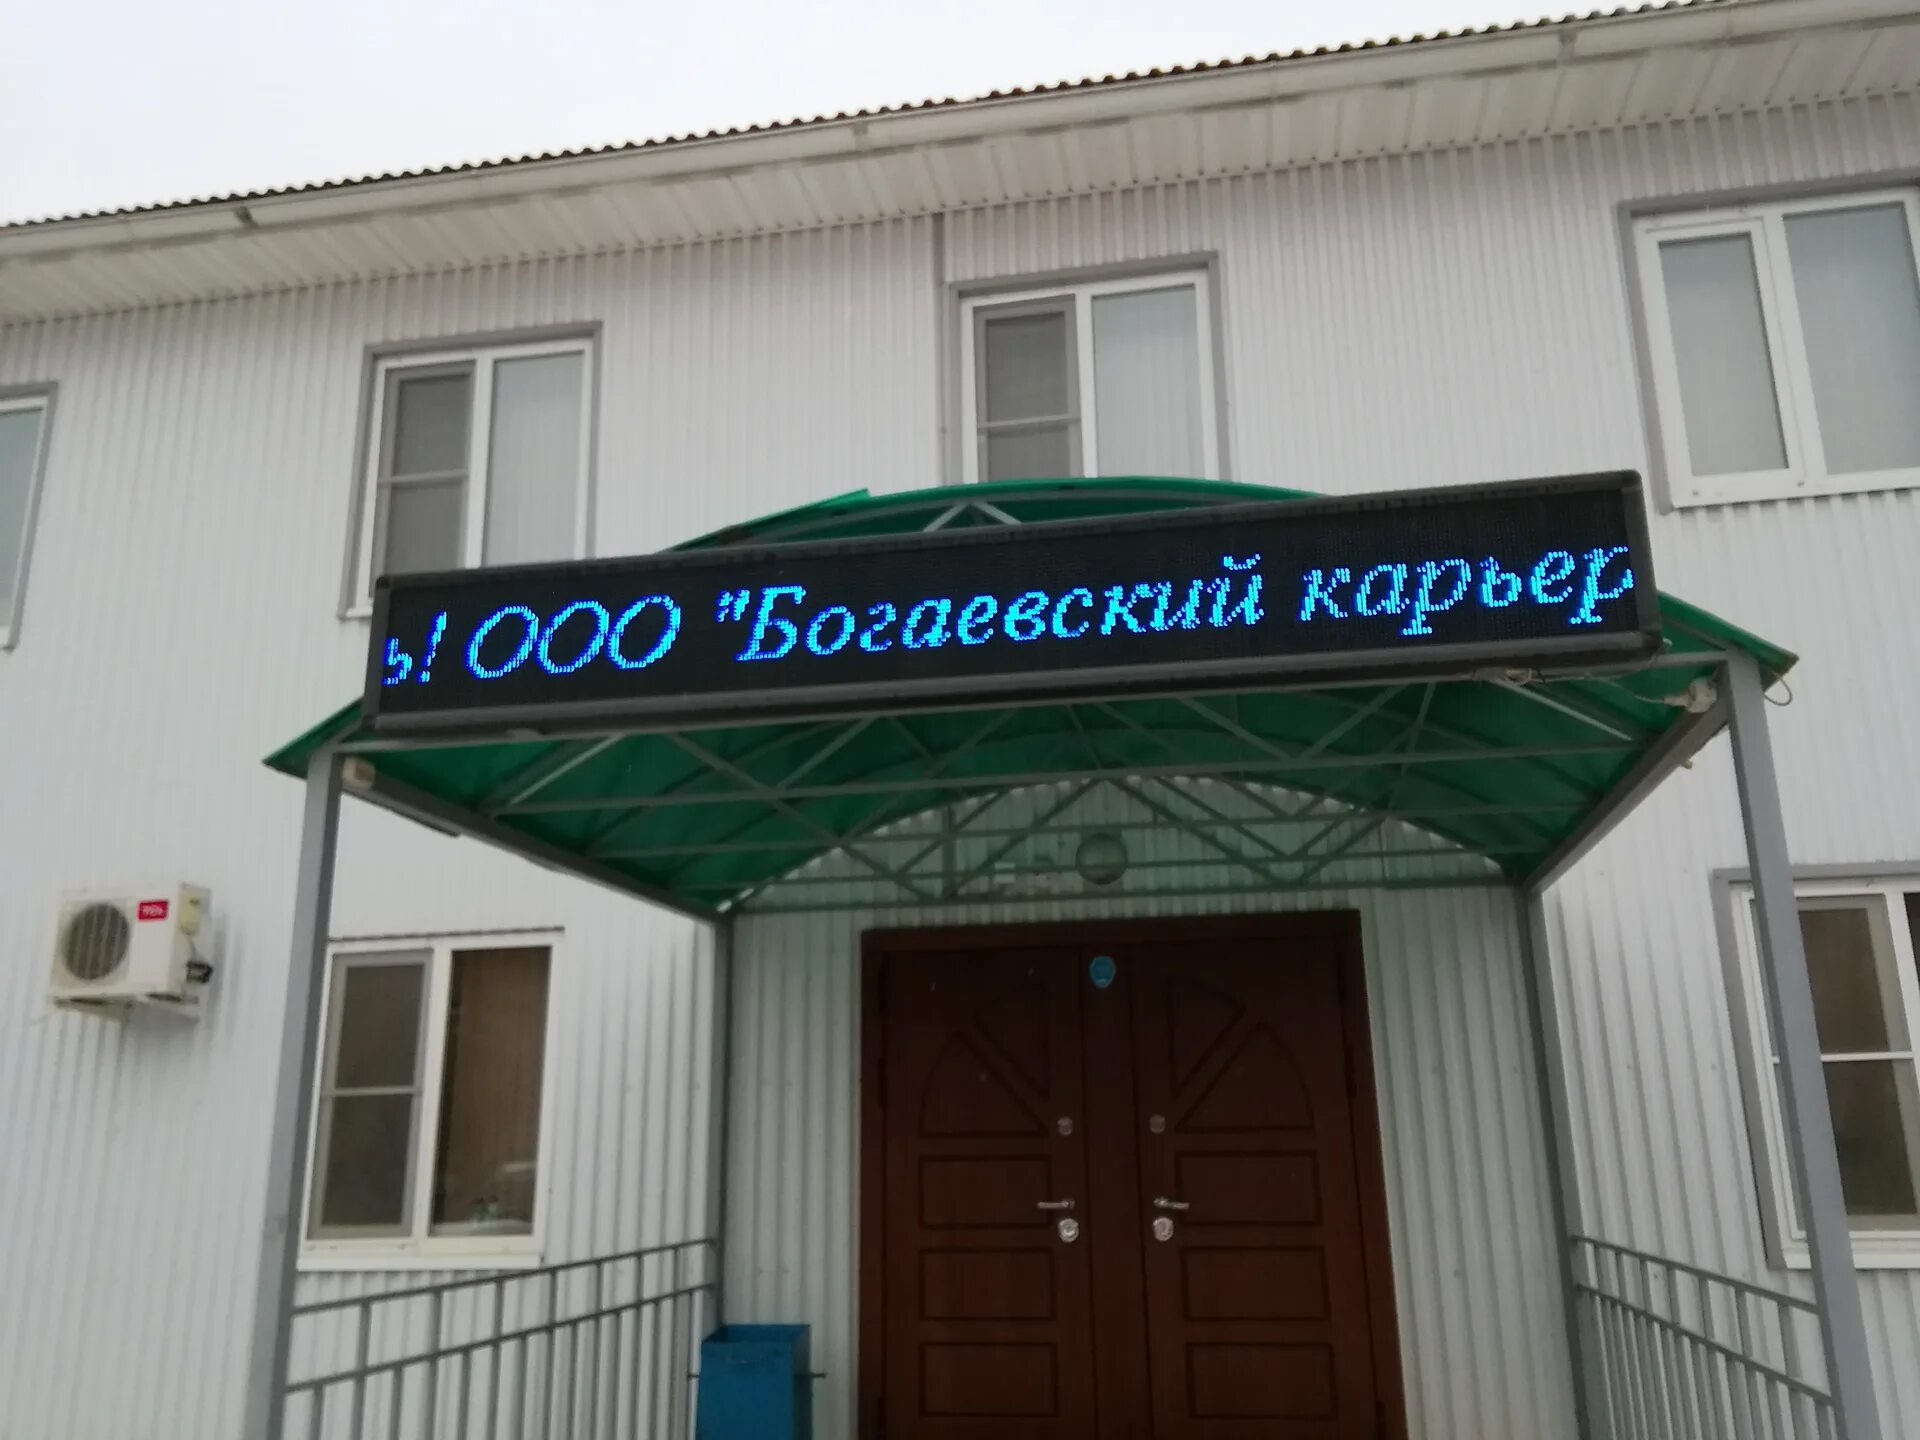 ь! ООО "Богаевский карьер